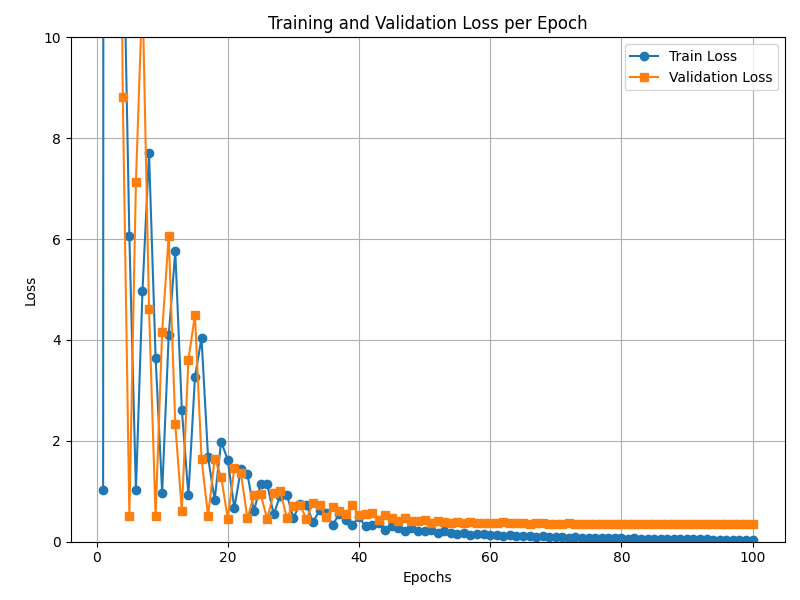 Training and Validation Loss per Epoch
Train Loss
Validation Loss
10
8
6
4
2
0
Loss
0 20 40 60 80 100
Epochs